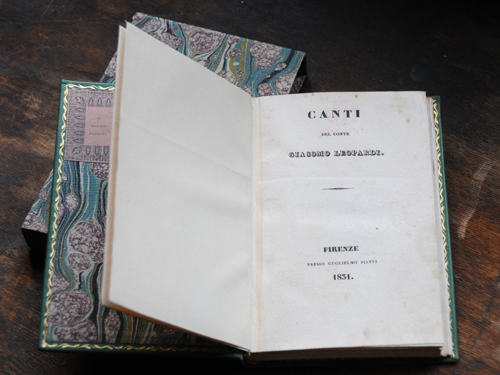 CANTI
DEL CONTE
GIACOMO LEOPARDI.
FIRENZE
PRESSO GUGLIELMO PIATTI
1831.